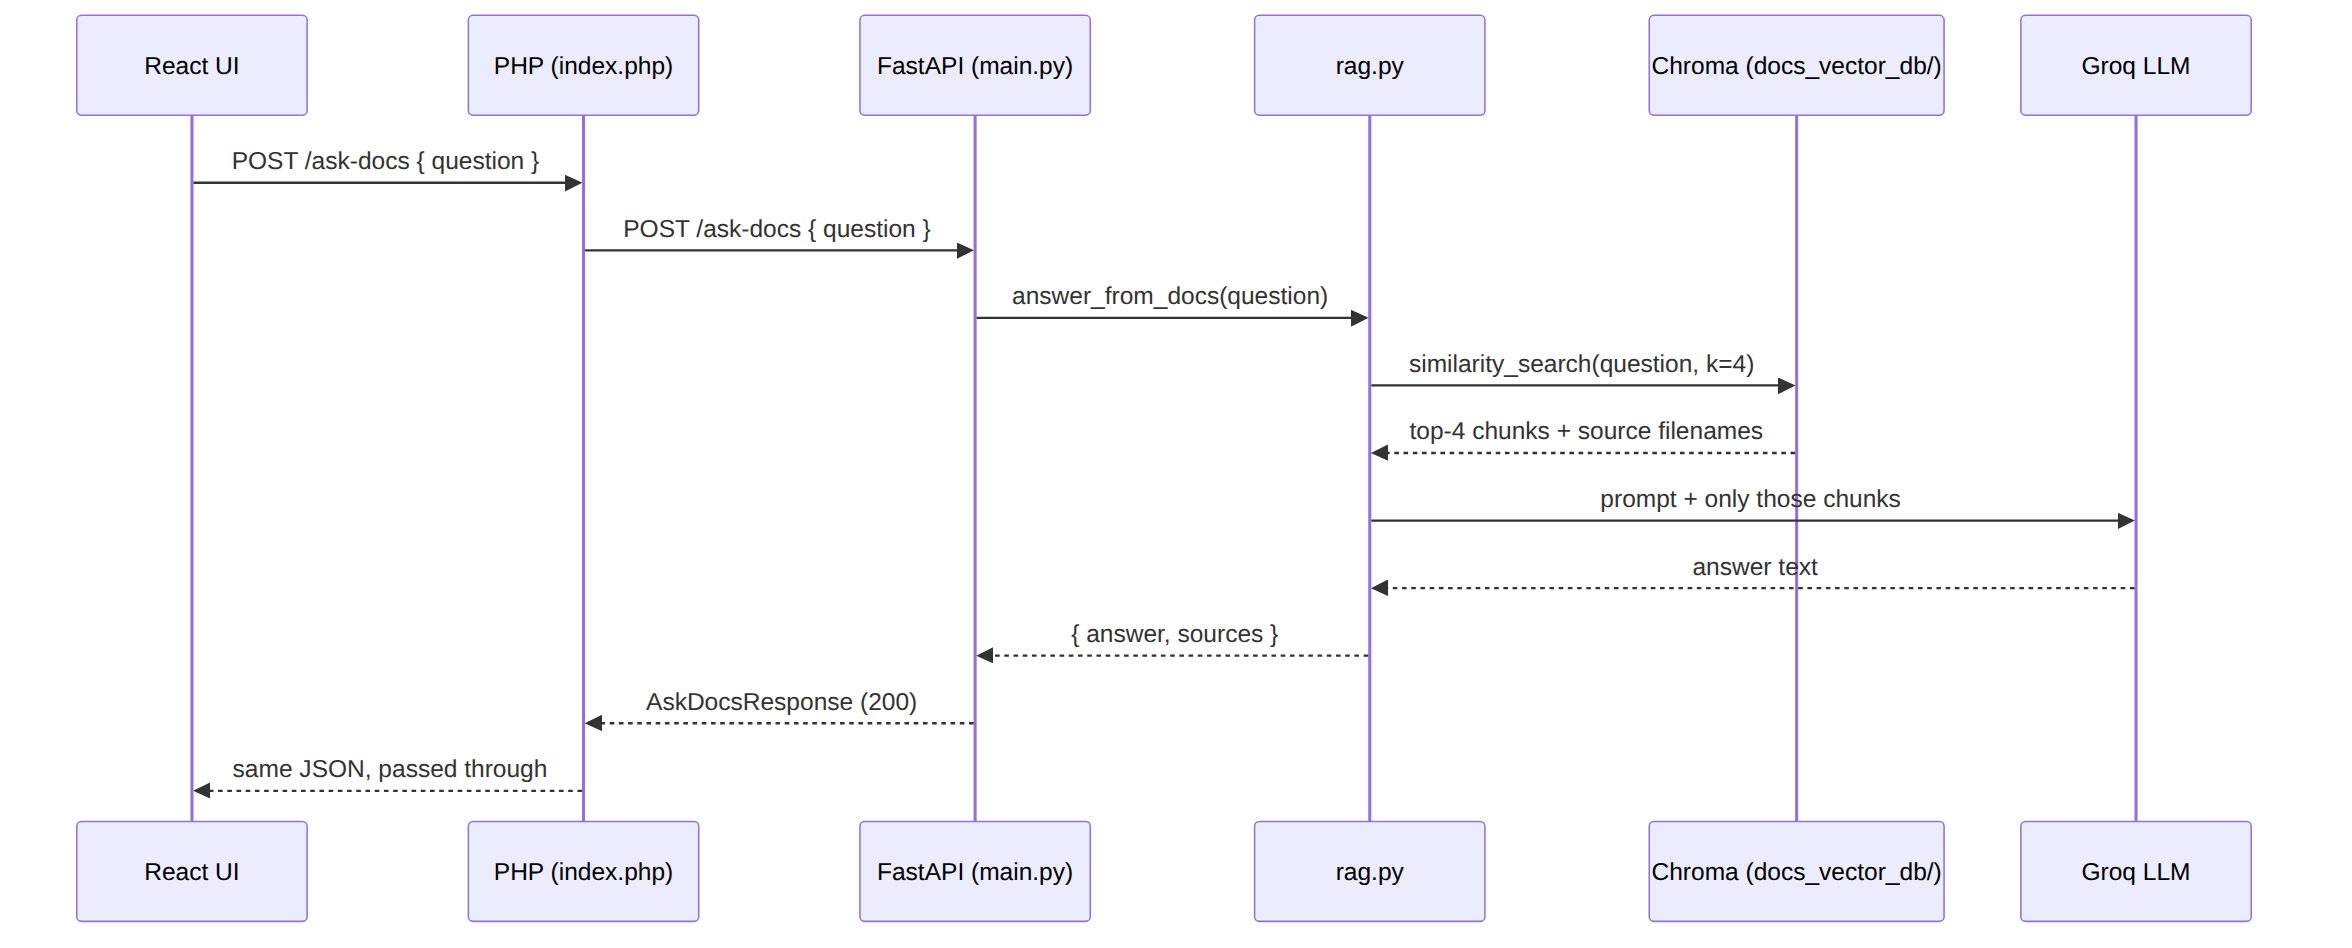 React UI
PHP (index.php)
FastAPI (main.py)
rag.py
Chroma (docs_vector_db/)
Groq LLM
POST /ask-docs { question }
POST /ask-docs { question }
answer_from_docs(question)
similarity_search(question, k=4)
top-4 chunks + source filenames
prompt + only those chunks
answer text
{ answer, sources }
AskDocsResponse (200)
same JSON, passed through
React UI
PHP (index.php)
FastAPI (main.py)
rag.py
Chroma (docs_vector_db/)
Groq LLM